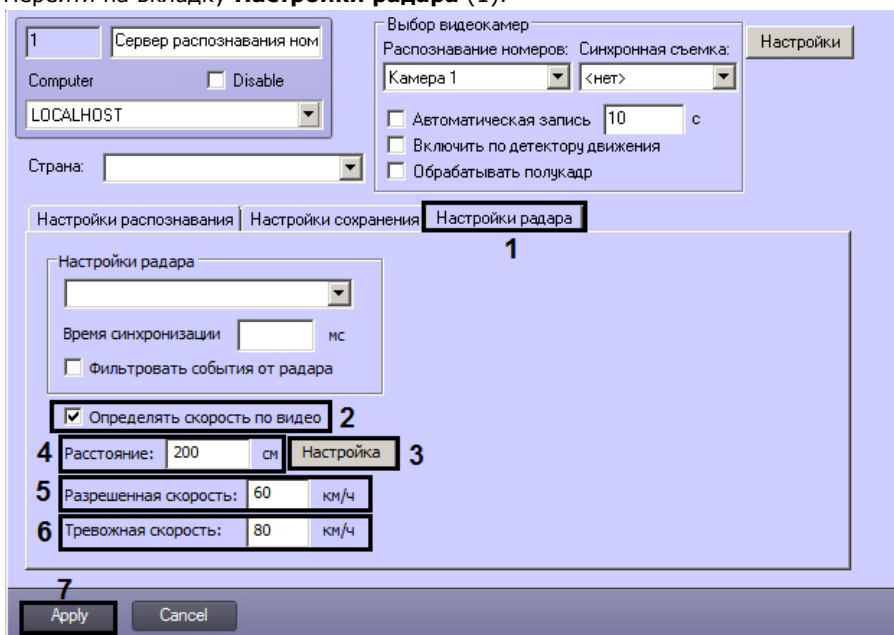 Перейти на вкладку Настройки радара (1).
1 Сервер распознавания ном
Computer Disable
LOCALHOST
Страна:
Выбор видеокамер
Распознавание номеров: Синхронная съемка:
Камера 1 <нет>
Автоматическая запись 10 с
Включить по детектору движения
Обрабатывать полукадр
Настройки
Настройки распознавания Настройки сохранения Настройки радара
1
Настройки радара
Время синхронизации мс
Фильтровать события от радара
Определять скорость по видео 2
4 Расстояние: 200 см Настройка 3
5 Разрешенная скорость: 60 км/ч
6 Тревожная скорость: 80 км/ч
7
Apply Cancel